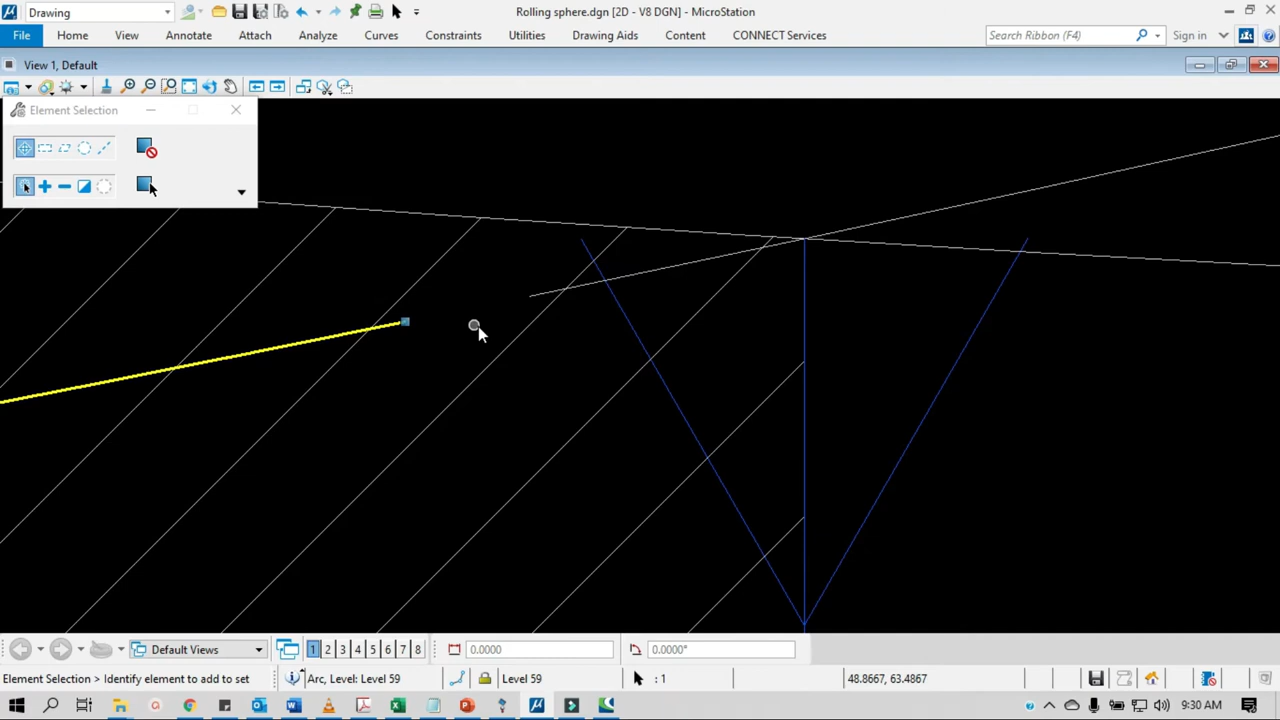 Drawing
Rolling sphere.dgn [2D - V8 DGN] - MicroStation
File Home View Annotate Attach Analyze Curves Constraints Utilities Drawing Aids Content CONNECT Services Search Ribbon (F4) Sign in
View 1, Default
Element Selection
Default Views 1 2 3 4 5 6 7 8 0.0000 0.0000°
Element Selection > Identify element to add to set Arc, Level: Level 59 Level 59 : 1 48.8667, 63.4867
9:30 AM